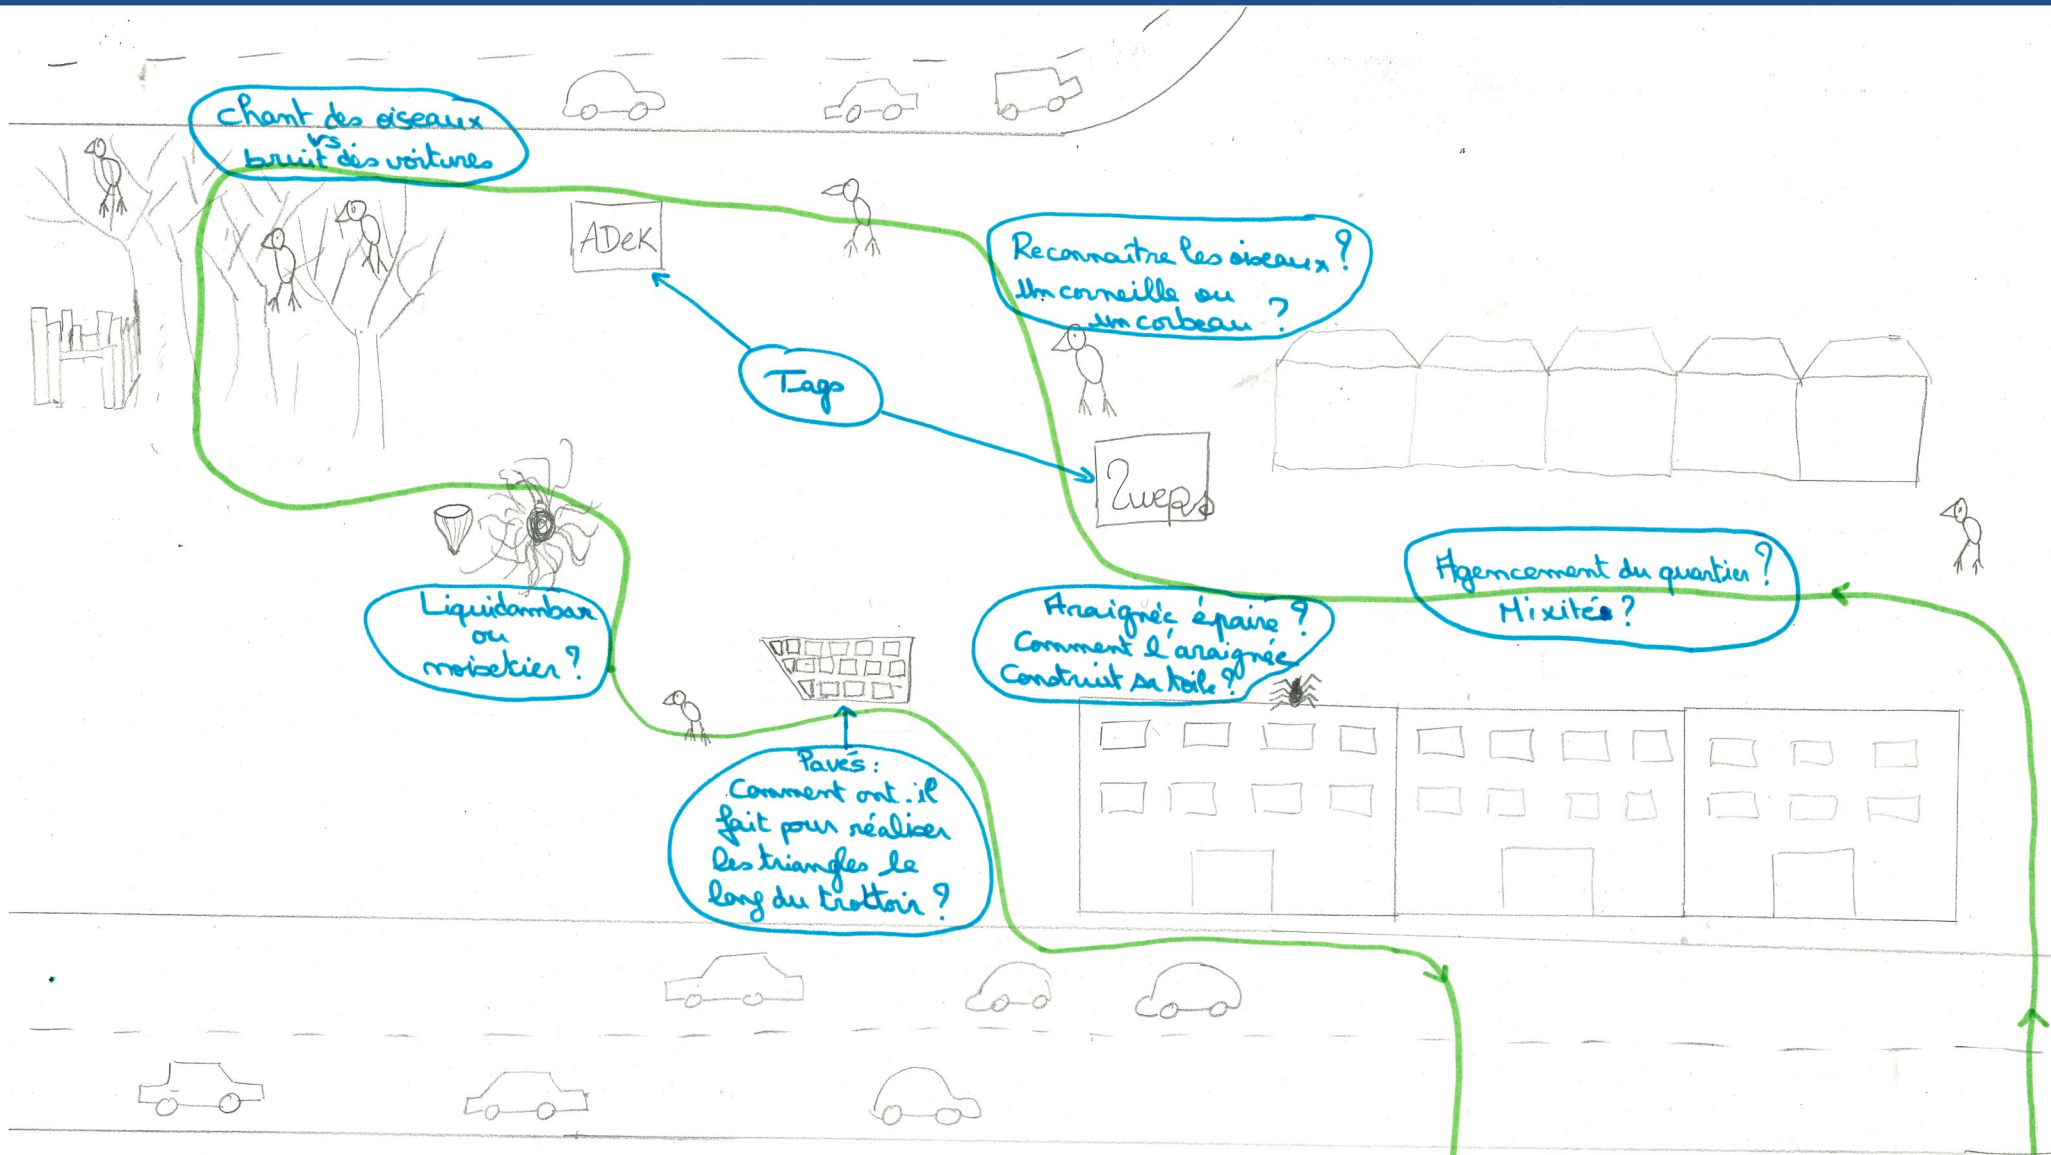 Chant des oiseaux
vs
bruit des voitures
ADeK
Reconnaître les oiseaux ?
Un corneille ou
un corbeau ?
Tags
Zueps
Agencement du quartier ?
Mixités ?
Araignée épaire ?
Comment l'araignée
construit sa toile ?
Liquidambar
ou
noisetier ?
Pavés :
Comment ont-il
fait pour réaliser
les triangles le
long du trottoir ?